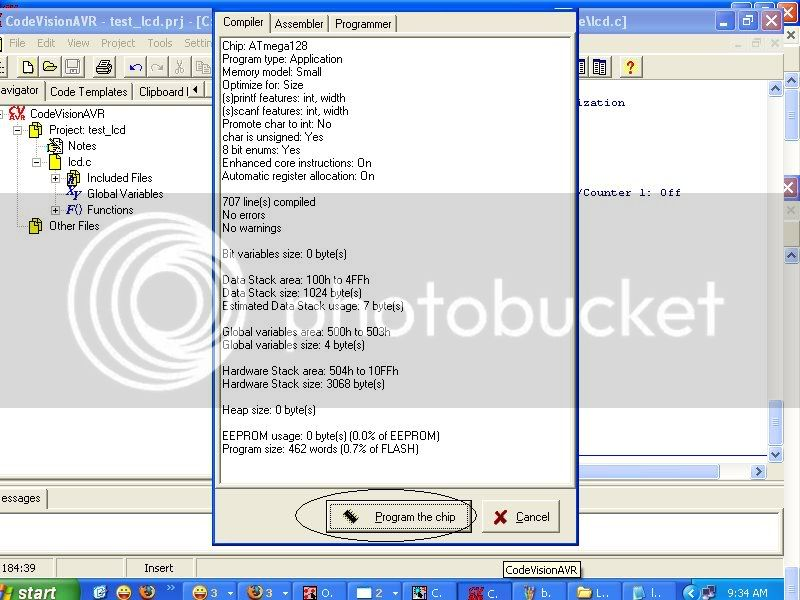 CodeVisionAVR - test_lcd.prj - [C:
e\lcd.c]
File Edit View Project Tools Settin
avigator Code Templates Clipboard
CodeVisionAVR
Project: test_lcd
Notes
lcd.c
Included Files
Global Variables
Functions
Other Files
Compiler Assembler Programmer
Chip: ATmega128
Program type: Application
Memory model: Small
Optimize for: Size
(s)printf features: int, width
(s)scanf features: int, width
Promote char to int: No
char is unsigned: Yes
8 bit enums: Yes
Enhanced core instructions: On
Automatic register allocation: On
707 line(s) compiled
No errors
No warnings
Bit variables size: 0 byte(s)
Data Stack area: 100h to 4FFh
Data Stack size: 1024 byte(s)
Estimated Data Stack usage: 7 byte(s)
Global variables area: 500h to 503h
Global variables size: 4 byte(s)
Hardware Stack area: 504h to 10FFh
Hardware Stack size: 3068 byte(s)
Heap size: 0 byte(s)
EEPROM usage: 0 byte(s) (0.0% of EEPROM)
Program size: 462 words (0.7% of FLASH)
Program the chip Cancel
ization
/Counter 1: Off
photobucket
essages
184:39 Insert
CodeVisionAVR
start 3 3 O. 2 C. C. b. L. l.. 9:34 AM